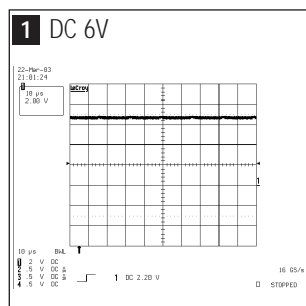 1 DC 6V
22-Mar-03
21:01:24
1
10 µs
2.00 V
LeCroy
1
10 µs BWL
1 2 V DC
2 .5 V DC
3 .5 V DC
4 .5 V DC
1 DC 2.20 V
16 GS/s
STOPPED